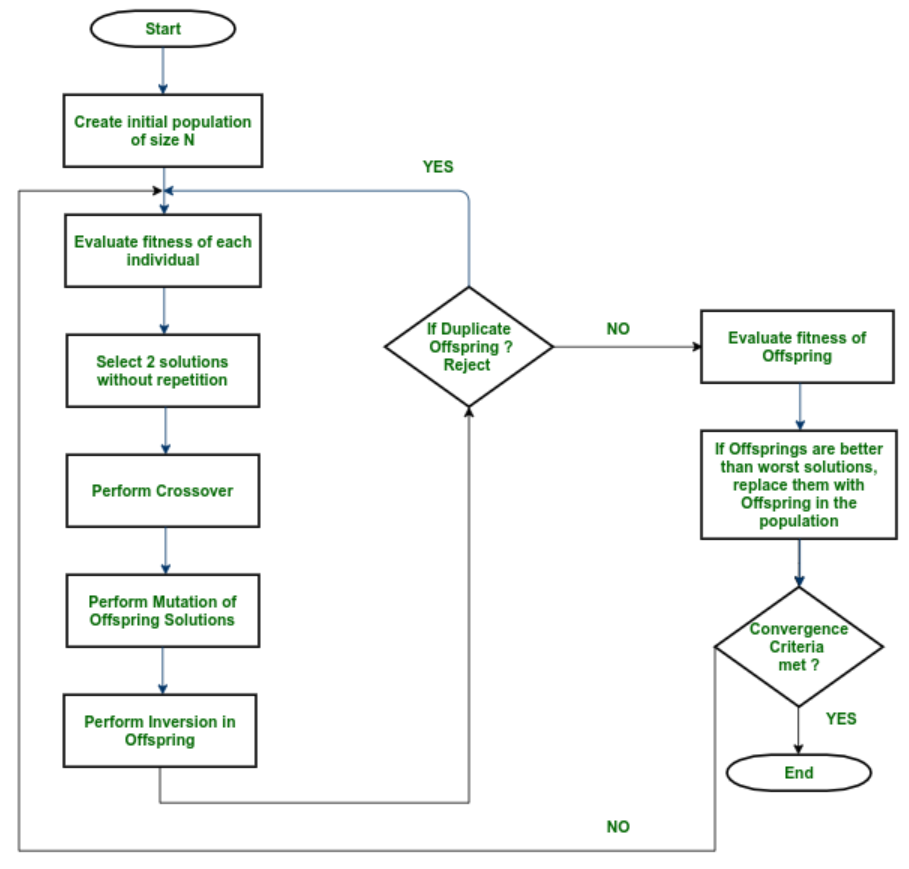 Start
Create initial population
of size N
YES
Evaluate fitness of each
individual
Select 2 solutions
without repetition
Perform Crossover
Perform Mutation of
Offspring Solutions
Perform Inversion in
Offspring
If Duplicate
Offspring ?
Reject
NO
Evaluate fitness of
Offspring
If Offsprings are better
than worst solutions,
replace them with
Offspring in the
population
Convergence
Criteria
met ?
YES
End
NO